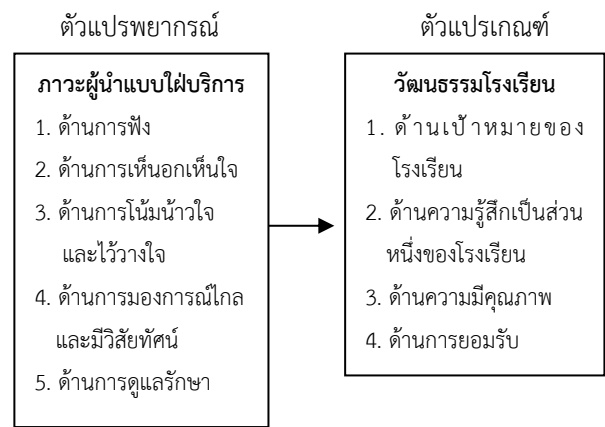 ตัวแปรพยากรณ์
ภาวะผู้นำแบบใฝ่บริการ
1. ด้านการฟัง
2. ด้านการเห็นอกเห็นใจ
3. ด้านการโน้มน้าวใจ
และไว้วางใจ
4. ด้านการมองการณ์ไกล
และมีวิสัยทัศน์
5. ด้านการดูแลรักษา
ตัวแปรเกณฑ์
วัฒนธรรมโรงเรียน
1. ด้านเป้าหมายของ
โรงเรียน
2. ด้านความรู้สึกเป็นส่วน
หนึ่งของโรงเรียน
3. ด้านความมีคุณภาพ
4. ด้านการยอมรับ